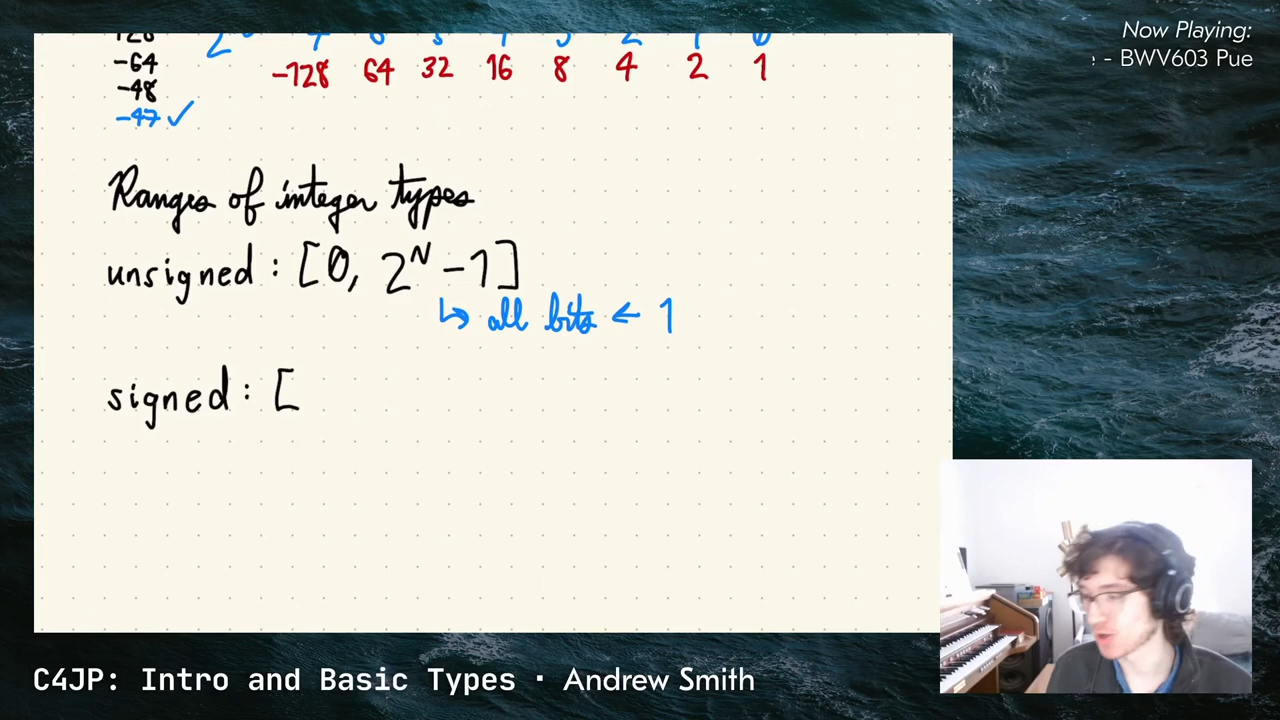 Now Playing:
- BWV603 Pue
-128 64 32 16 8 4 2 1
-64
-48
-47 ✓
Ranges of integer types
unsigned : [0, 2^N -1]
↳ all bits ← 1
signed : [
C4JP: Intro and Basic Types · Andrew Smith